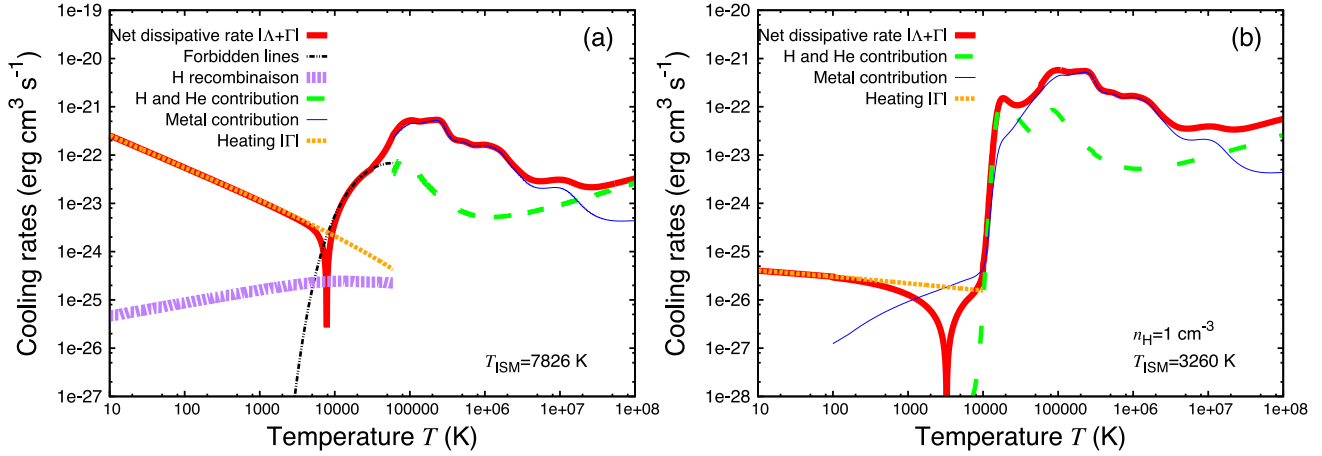 (a)
Net dissipative rate |Λ+Γ|
Forbidden lines
H recombinaison
H and He contribution
Metal contribution
Heating |Γ|
1e-19
1e-20
1e-21
1e-22
1e-23
1e-24
1e-25
1e-26
1e-27
Cooling rates (erg cm³ s⁻¹)
T_ISM=7826 K
10 100 1000 10000 100000 1e+06 1e+07 1e+08
Temperature T (K)
(b)
Net dissipative rate |Λ+Γ|
H and He contribution
Metal contribution
Heating |Γ|
1e-20
1e-21
1e-22
1e-23
1e-24
1e-25
1e-26
1e-27
1e-28
Cooling rates (erg cm³ s⁻¹)
n_H=1 cm⁻³
T_ISM=3260 K
10 100 1000 10000 100000 1e+06 1e+07 1e+08
Temperature T (K)